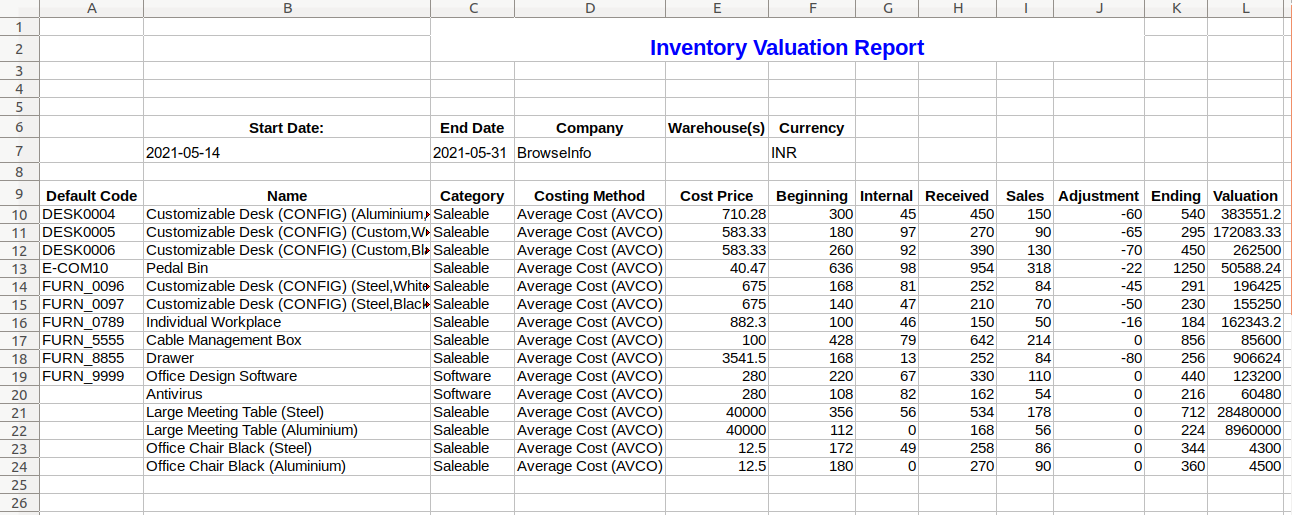 A B C D E F G H I J K L
1
2 Inventory Valuation Report
3
4
5
6 Start Date: End Date Company Warehouse(s) Currency
7 2021-05-14 2021-05-31 BrowseInfo INR
8
9 Default Code Name Category Costing Method Cost Price Beginning Internal Received Sales Adjustment Ending Valuation
10 DESK0004 Customizable Desk (CONFIG) (Aluminium, Saleable Average Cost (AVCO) 710.28 300 45 450 150 -60 540 383551.2
11 DESK0005 Customizable Desk (CONFIG) (Custom,W Saleable Average Cost (AVCO) 583.33 180 97 270 90 -65 295 172083.33
12 DESK0006 Customizable Desk (CONFIG) (Custom,Bl Saleable Average Cost (AVCO) 583.33 260 92 390 130 -70 450 262500
13 E-COM10 Pedal Bin Saleable Average Cost (AVCO) 40.47 636 98 954 318 -22 1250 50588.24
14 FURN_0096 Customizable Desk (CONFIG) (Steel,White Saleable Average Cost (AVCO) 675 168 81 252 84 -45 291 196425
15 FURN_0097 Customizable Desk (CONFIG) (Steel,Black Saleable Average Cost (AVCO) 675 140 47 210 70 -50 230 155250
16 FURN_0789 Individual Workplace Saleable Average Cost (AVCO) 882.3 100 46 150 50 -16 184 162343.2
17 FURN_5555 Cable Management Box Saleable Average Cost (AVCO) 100 428 79 642 214 0 856 85600
18 FURN_8855 Drawer Saleable Average Cost (AVCO) 3541.5 168 13 252 84 -80 256 906624
19 FURN_9999 Office Design Software Software Average Cost (AVCO) 280 220 67 330 110 0 440 123200
20 Antivirus Software Average Cost (AVCO) 280 108 82 162 54 0 216 60480
21 Large Meeting Table (Steel) Saleable Average Cost (AVCO) 40000 356 56 534 178 0 712 28480000
22 Large Meeting Table (Aluminium) Saleable Average Cost (AVCO) 40000 112 0 168 56 0 224 8960000
23 Office Chair Black (Steel) Saleable Average Cost (AVCO) 12.5 172 49 258 86 0 344 4300
24 Office Chair Black (Aluminium) Saleable Average Cost (AVCO) 12.5 180 0 270 90 0 360 4500
25
26